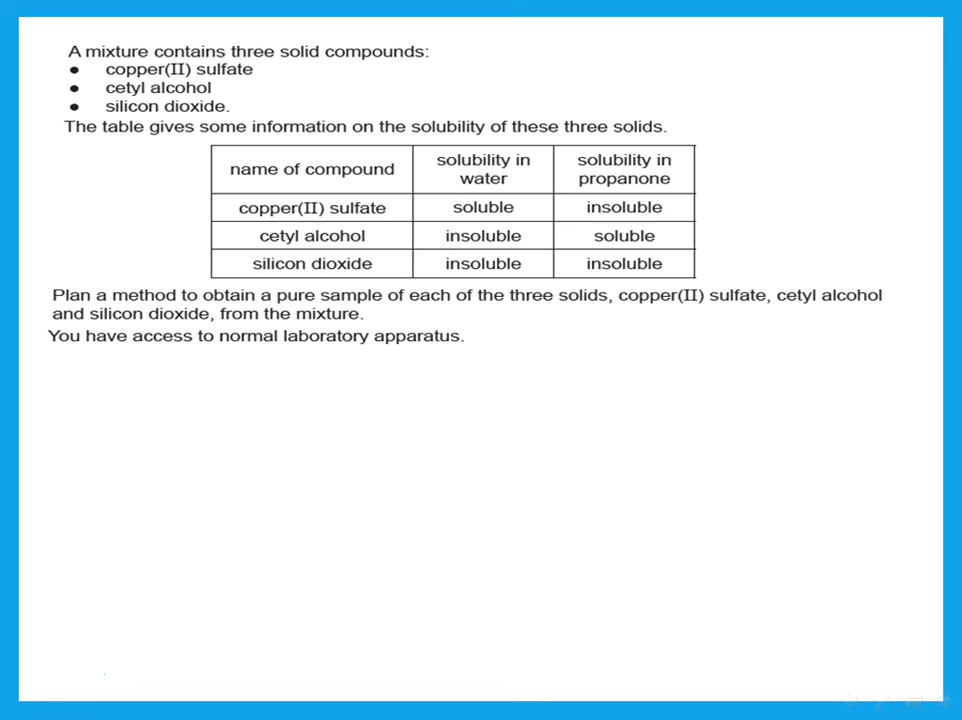 A mixture contains three solid compounds:
● copper(II) sulfate
● cetyl alcohol
● silicon dioxide.
The table gives some information on the solubility of these three solids.
name of compound solubility in water solubility in propanone
copper(II) sulfate soluble insoluble
cetyl alcohol insoluble soluble
silicon dioxide insoluble insoluble
Plan a method to obtain a pure sample of each of the three solids, copper(II) sulfate, cetyl alcohol
and silicon dioxide, from the mixture.
You have access to normal laboratory apparatus.